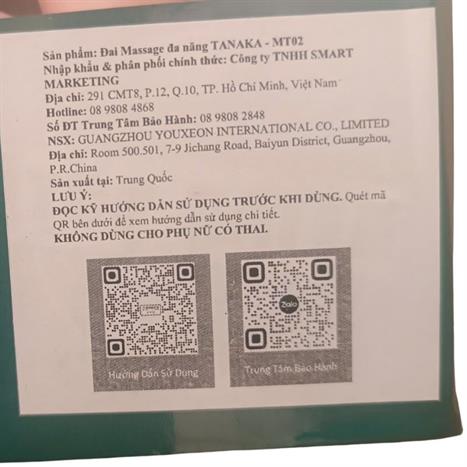 Sản phẩm: Đai Massage đa năng TANAKA - MT02
Nhập khẩu & phân phối chính thức: Công ty TNHH SMART
MARKETING
Địa chỉ: 291 CMT8, P.12, Q.10, TP. Hồ Chí Minh, Việt Nam
Hotline: 08 9804 4868
Số ĐT Trung Tâm Bảo Hành: 08 9802 2848
NSX: GUANGZHOU YOUXEON INTERNATIONAL CO., LIMITED
Địa chỉ: Room 500.501, 7-9 Jichang Road, Baiyun District, Guangzhou,
P.R.China
Sản xuất tại: Trung Quốc
LƯU Ý:
ĐỌC KỸ HƯỚNG DẪN SỬ DỤNG TRƯỚC KHI DÙNG. Quét mã
QR bên dưới để xem hướng dẫn sử dụng chi tiết.
KHÔNG DÙNG CHO PHỤ NỮ CÓ THAI.
Zalo
Hướng Dẫn Sử Dụng
Trung Tâm Bảo Hành